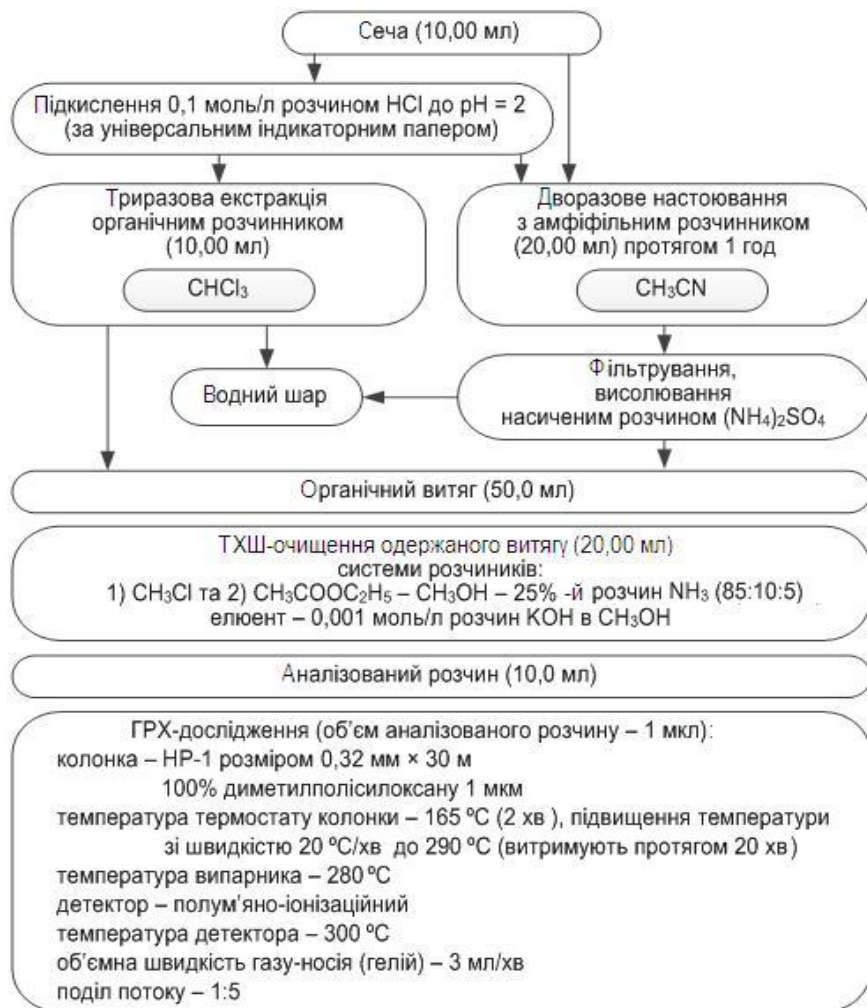 Сеча (10,00 мл)
Підкислення 0,1 моль/л розчином HCl до pH = 2
(за універсальним індикаторним папером)
Триразова екстракція
органічним розчинником
(10,00 мл)
CHCl₃
Дворазове настоювання
з амфіфільним розчинником
(20,00 мл) протягом 1 год
CH₃CN
Водний шар
Фільтрування,
висолювання
насиченим розчином (NH₄)₂SO₄
Органічний витяг (50,0 мл)
ТХШ-очищення одержаного витягу (20,00 мл)
системи розчиників:
1) CH₃Cl та 2) CH₃COOC₂H₅ – CH₃OH – 25% -й розчин NH₃ (85:10:5)
елюент – 0,001 моль/л розчин KOH в CH₃OH
Аналізований розчин (10,0 мл)
ГРХ-дослідження (об’єм аналізованого розчину – 1 мкл):
колонка – HP-1 розміром 0,32 мм × 30 м
100% диметилполісилоксану 1 мкм
температура термостату колонки – 165 ºС (2 хв ), підвищення температури
зі швидкістю 20 ºС/хв до 290 ºС (витримують протягом 20 хв)
температура випарника – 280 ºС
детектор – полум’яно-іонізаційний
температура детектора – 300 ºС
об’ємна швидкість газу-носія (гелій) – 3 мл/хв
поділ потоку – 1:5